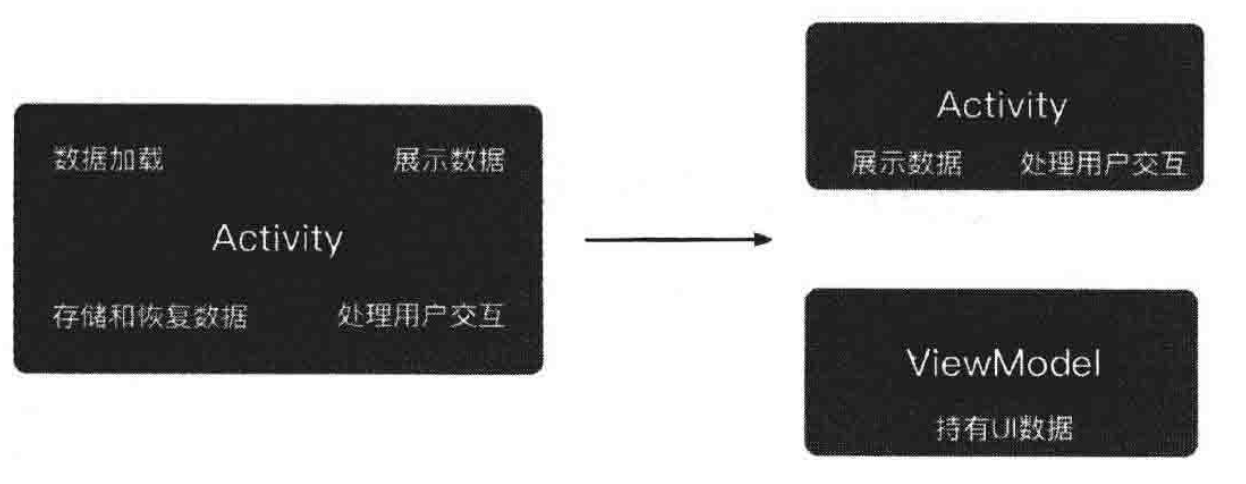 数据加载
展示数据
Activity
存储和恢复数据
处理用户交互
Activity
展示数据
处理用户交互
ViewModel
持有UI数据